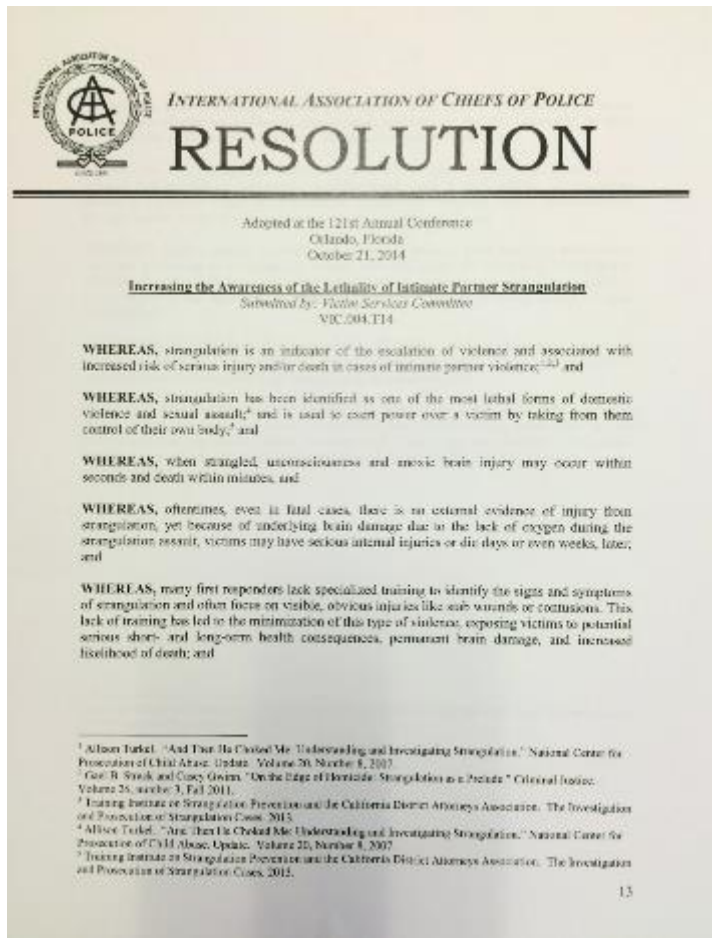 INTERNATIONAL ASSOCIATION OF CHIEFS OF POLICE
POLICE
INTERNATIONAL ASSOCIATION OF CHIEFS OF POLICE
RESOLUTION
Adopted at the 121st Annual Conference
Orlando, Florida
October 21, 2014
Increasing the Awareness of the Lethality of Intimate Partner Strangulation
Submitted by: Victim Services Committee
VIC.004.T14
WHEREAS, strangulation is an indicator of the escalation of violence and associated with
increased risk of serious injury and/or death in cases of intimate partner violence;1,2,3 and
WHEREAS, strangulation has been identified as one of the most lethal forms of domestic
violence and sexual assault;4 and is used to exert power over a victim by taking from them
control of their own body;5 and
WHEREAS, when strangled, unconsciousness and anoxic brain injury may occur within
seconds and death within minutes, and
WHEREAS, oftentimes, even in fatal cases, there is no external evidence of injury from
strangulation, yet because of underlying brain damage due to the lack of oxygen during the
strangulation assault, victims may have serious internal injuries or die days or even weeks, later;
and
WHEREAS, many first responders lack specialized training to identify the signs and symptoms
of strangulation and often focus on visible, obvious injuries like stab wounds or contusions. This
lack of training has led to the minimization of this type of violence, exposing victims to potential
serious short- and long-term health consequences, permanent brain damage, and increased
likelihood of death; and
1 Allison Turkel. "And Then He Choked Me: Understanding and Investigating Strangulation." National Center for
Prosecution of Child Abuse. Update. Volume 20, Number 8, 2007.
2 Gael B. Strack and Casey Gwinn. "On the Edge of Homicide: Strangulation as a Prelude." Criminal Justice.
Volume 26, number 3, Fall 2011.
3 Training Institute on Strangulation Prevention and the California District Attorneys Association. The Investigation
and Prosecution of Strangulation Cases. 2013.
4 Allison Turkel. "And Then He Choked Me: Understanding and Investigating Strangulation." National Center for
Prosecution of Child Abuse. Update. Volume 20, Number 8, 2007
5 Training Institute on Strangulation Prevention and the California District Attorneys Association. The Investigation
and Prosecution of Strangulation Cases. 2013.
13